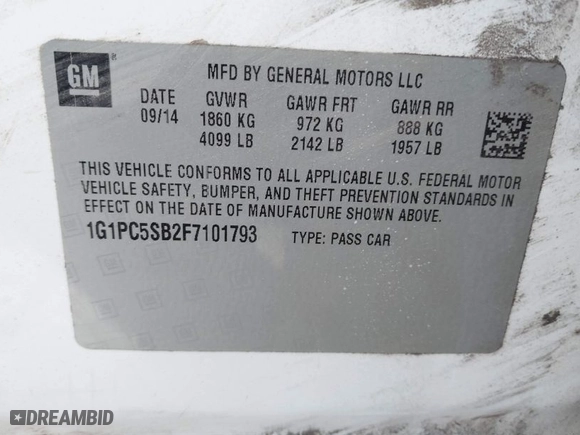 GM
MFD BY GENERAL MOTORS LLC
DATE GVWR GAWR FRT GAWR RR
09/14 1860 KG 972 KG 888 KG
4099 LB 2142 LB 1957 LB
THIS VEHICLE CONFORMS TO ALL APPLICABLE U.S. FEDERAL MOTOR
VEHICLE SAFETY, BUMPER, AND THEFT PREVENTION STANDARDS IN
EFFECT ON THE DATE OF MANUFACTURE SHOWN ABOVE.
1G1PC5SB2F7101793 TYPE: PASS CAR
DREAMBID